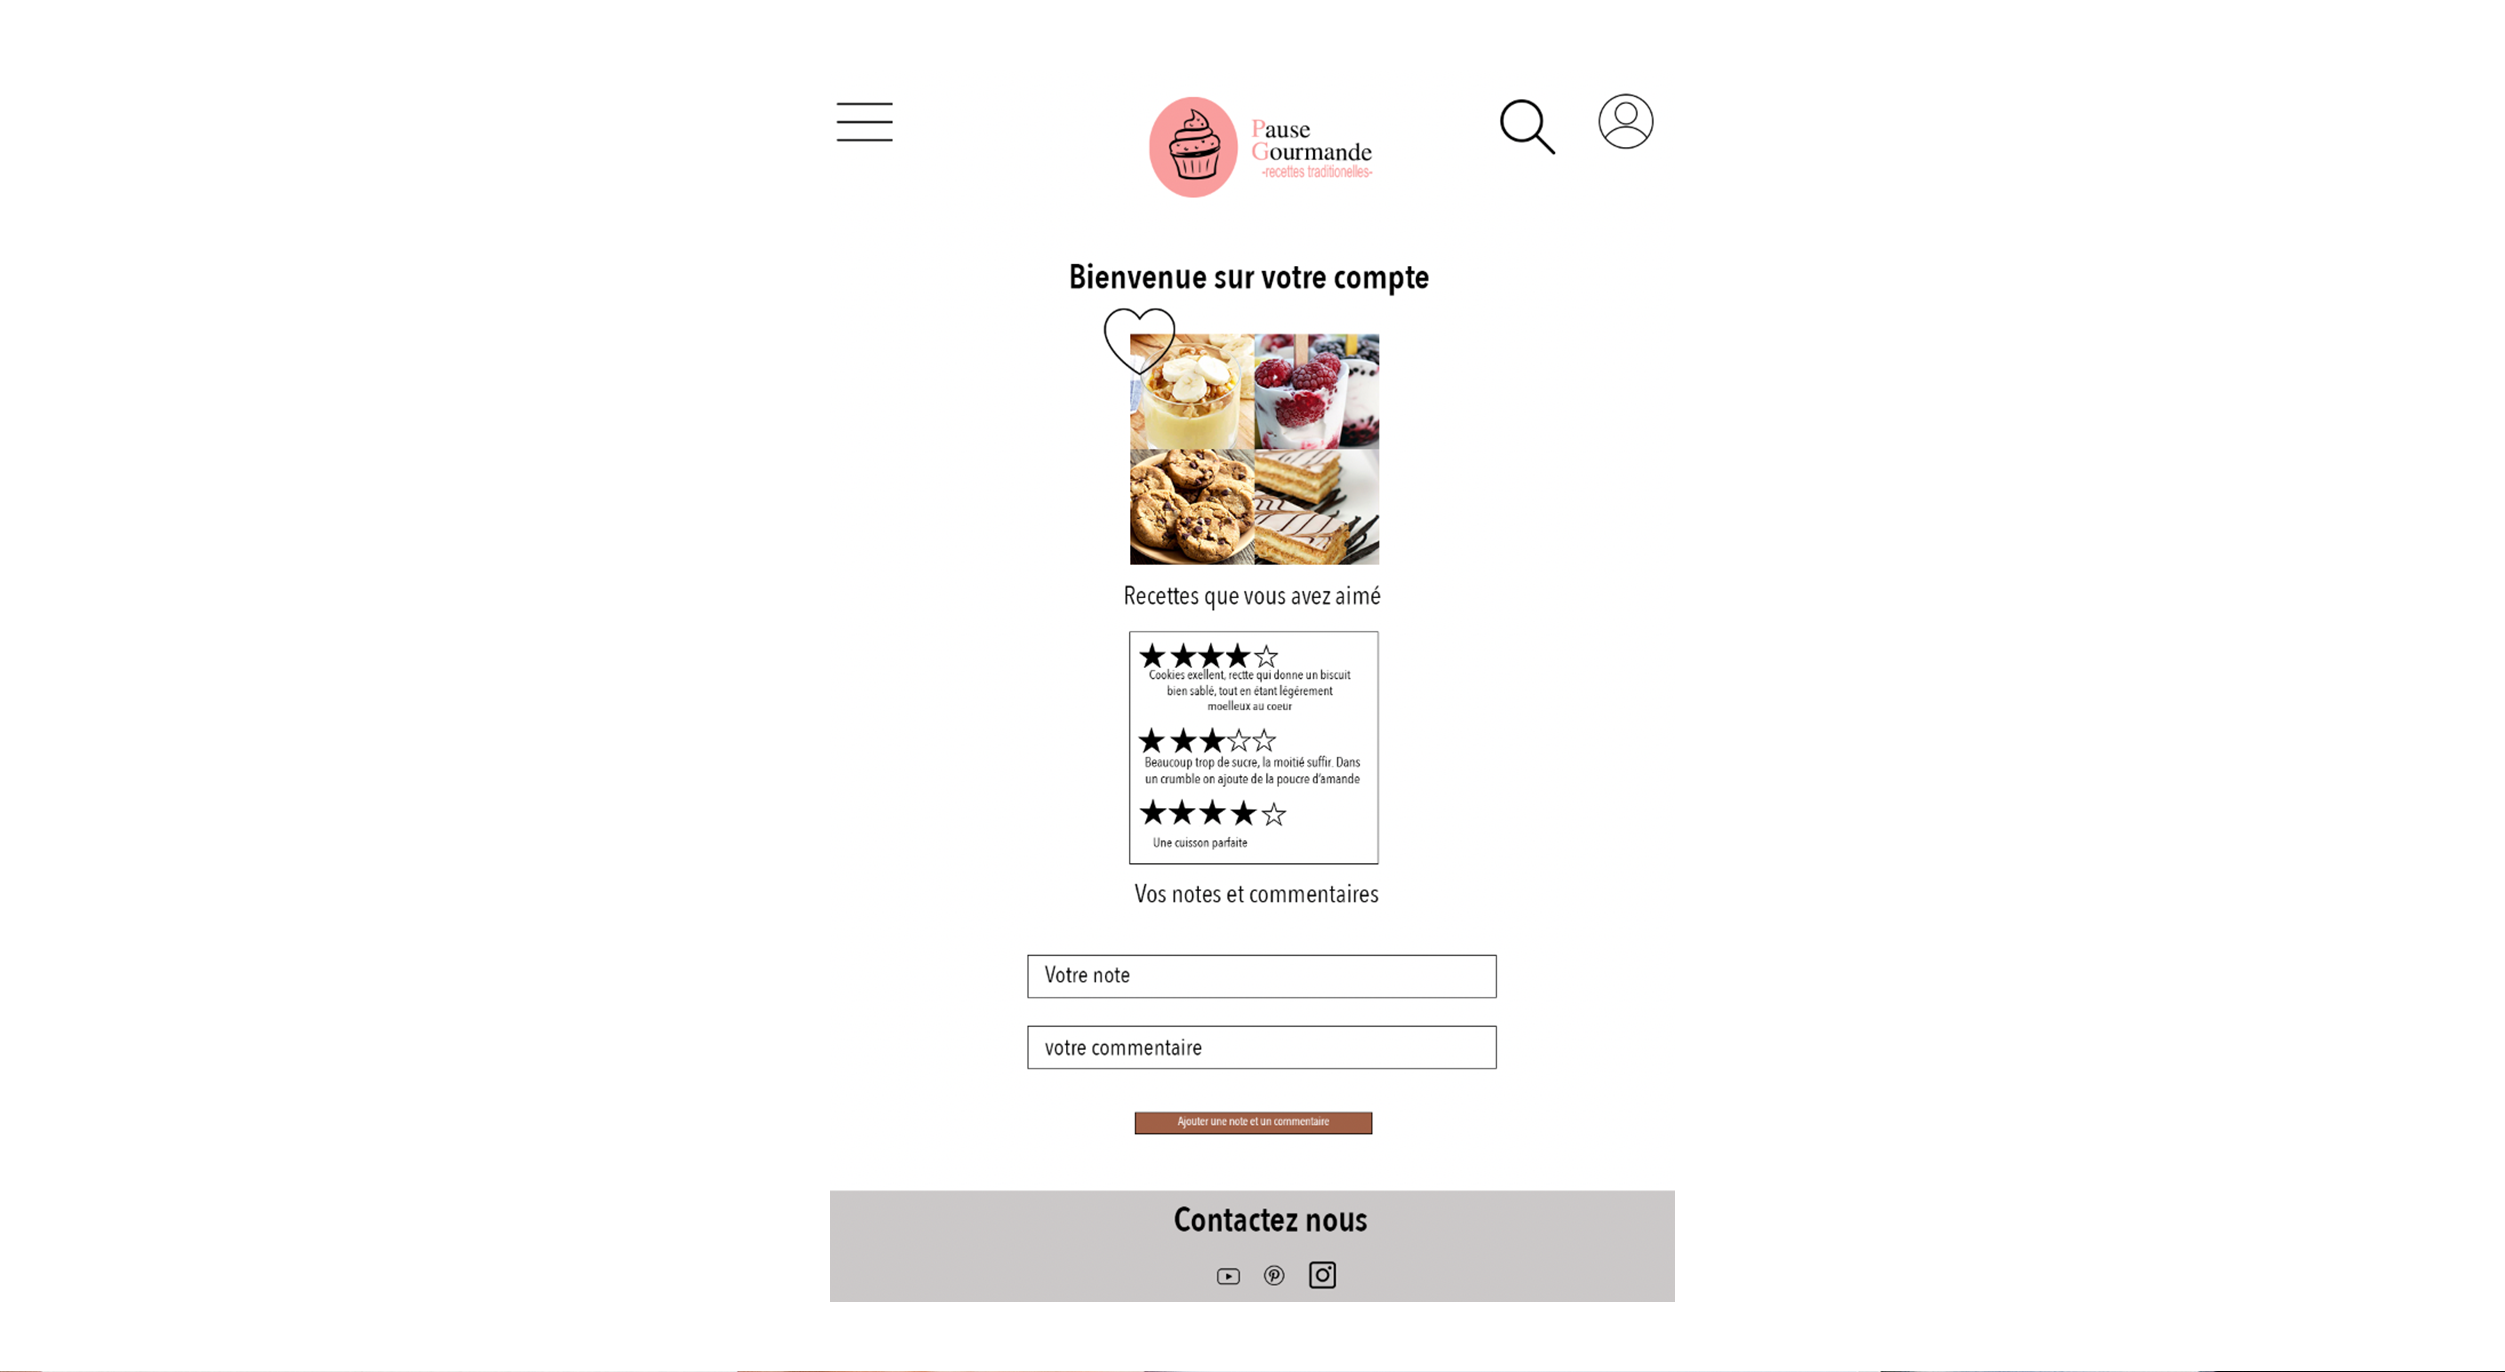 Pause
Gourmande
-recettes traditionelles-
Bienvenue sur votre compte
Recettes que vous avez aimé
Cookies exellent, rectte qui donne un biscuit
bien sablé, tout en étant légérement
moelleux au coeur
Beaucoup trop de sucre, la moitié suffir. Dans
un crumble on ajoute de la poucre d'amande
Une cuisson parfaite
Vos notes et commentaires
Votre note
votre commentaire
Ajouter une note et un commentaire
Contactez nous